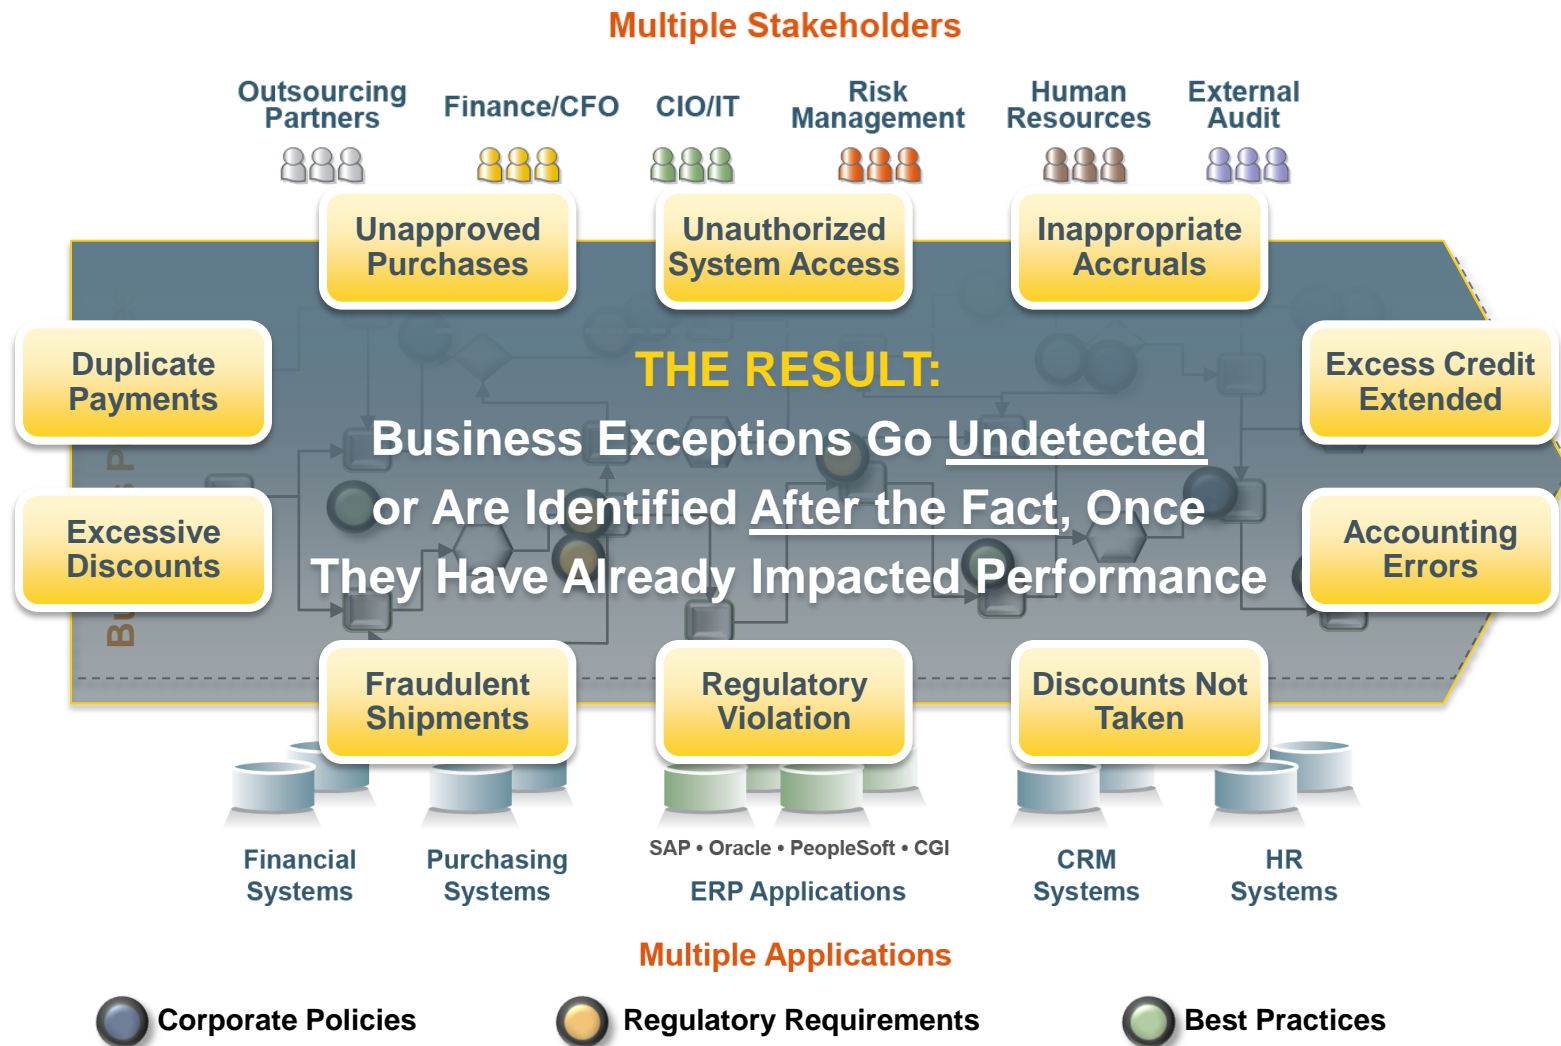 Multiple Stakeholders
Outsourcing
Partners
Finance/CFO
CIO/IT
Risk
Management
Human
Resources
External
Audit
Unapproved
Purchases
Unauthorized
System Access
Inappropriate
Accruals
Duplicate
Payments
Excess Credit
Extended
THE RESULT:
Business Exceptions Go Undetected
or Are Identified After the Fact, Once
They Have Already Impacted Performance
Excessive
Discounts
Accounting
Errors
Fraudulent
Shipments
Regulatory
Violation
Discounts Not
Taken
Financial
Systems
Purchasing
Systems
SAP • Oracle • PeopleSoft • CGI
ERP Applications
CRM
Systems
HR
Systems
Multiple Applications
Corporate Policies
Regulatory Requirements
Best Practices